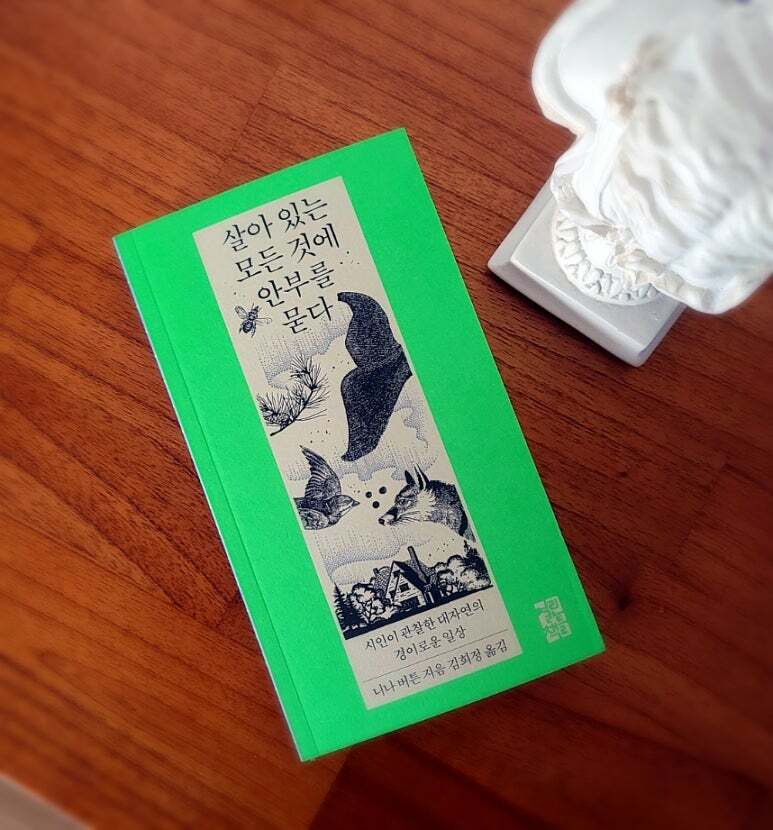 살아 있는
모든 것에
안부를
묻다
시인이 관찰한 대자연의
경이로운 일상
니나 버튼 지음 김희정 옮김